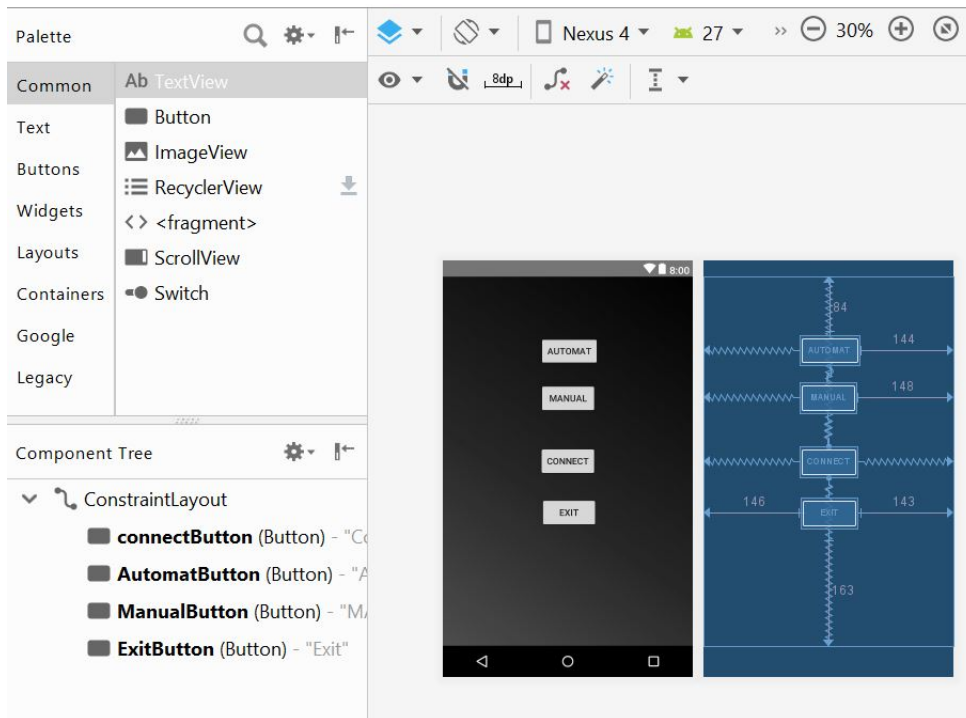 Palette
Nexus 4
27
30%
8dp
Common
Text
Buttons
Widgets
Layouts
Containers
Google
Legacy
Ab TextView
Button
ImageView
RecyclerView
<fragment>
ScrollView
Switch
Component Tree
ConstraintLayout
connectButton (Button) - "Co
AutomatButton (Button) - "A
ManualButton (Button) - "MA
ExitButton (Button) - "Exit"
8:00
AUTOMAT
MANUAL
CONNECT
EXIT
84
AUTOMAT
144
MANUAL
148
CONNECT
146
EXIT
143
163